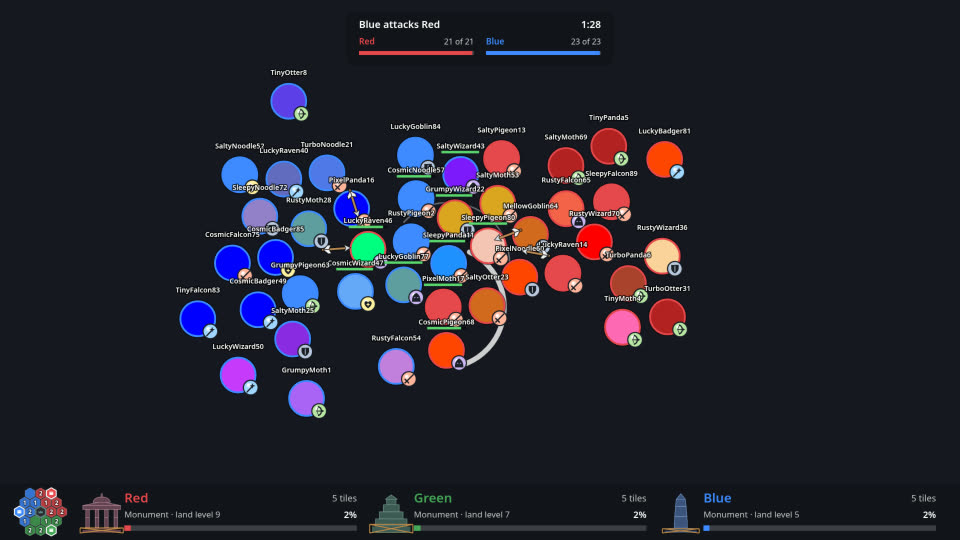 Blue attacks Red 1:28
Red 21 of 21 Blue 23 of 23
TinyOtter8
TinyPanda5
LuckyGoblin84
SaltyPigeon13
LuckyBadger81
SaltyMoth69
SaltyNoodle52
LuckyRaven40
TurboNoodle21
SaltyWizard43
CosmicNoodle57
SaltyMoth53
SleepyFalcon89
PixelPanda16
RustyFalcon65
SleepyNoodle72
GrumpyWizard22
RustyMoth28
RustyPigeon2
MellowGoblin64
RustyWizard70
LuckyRaven46
SleepyPigeon80
RustyWizard36
CosmicBadger85
CosmicFalcon75
SleepyPanda11
LuckyRaven14
LuckyGoblin77
TurboPanda6
GrumpyPigeon63
CosmicWizard47
PixelMoth17
SaltyOtter23
CosmicBadger49
TurboOtter31
TinyFalcon83
SaltyMoth25
CosmicPigeon68
RustyFalcon54
LuckyWizard50
GrumpyMoth1
Red 5 tiles
Monument · land level 9 2%
Green 5 tiles
Monument · land level 7 2%
Blue 5 tiles
Monument · land level 5 2%